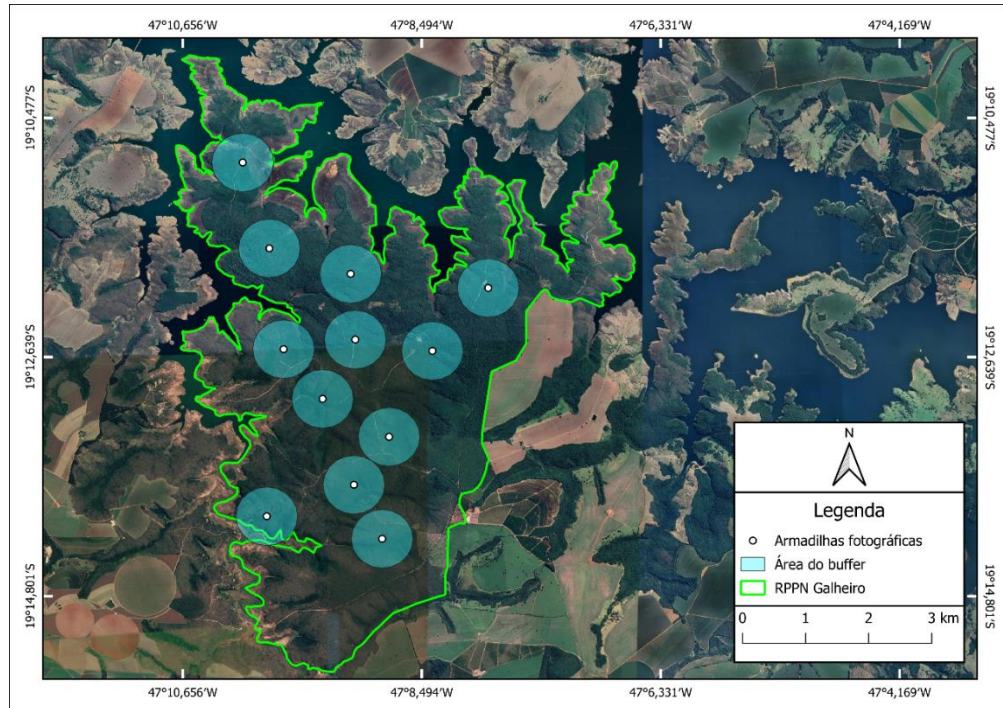 47°10,656'W 47°8,494'W 47°6,331'W 47°4,169'W
19°10,477'S 19°10,477'S
19°12,639'S 19°12,639'S
19°14,801'S 19°14,801'S
N
Legenda
Armadilhas fotográficas
Área do buffer
RPPN Galheiro
0 1 2 3 km
47°10,656'W 47°8,494'W 47°6,331'W 47°4,169'W